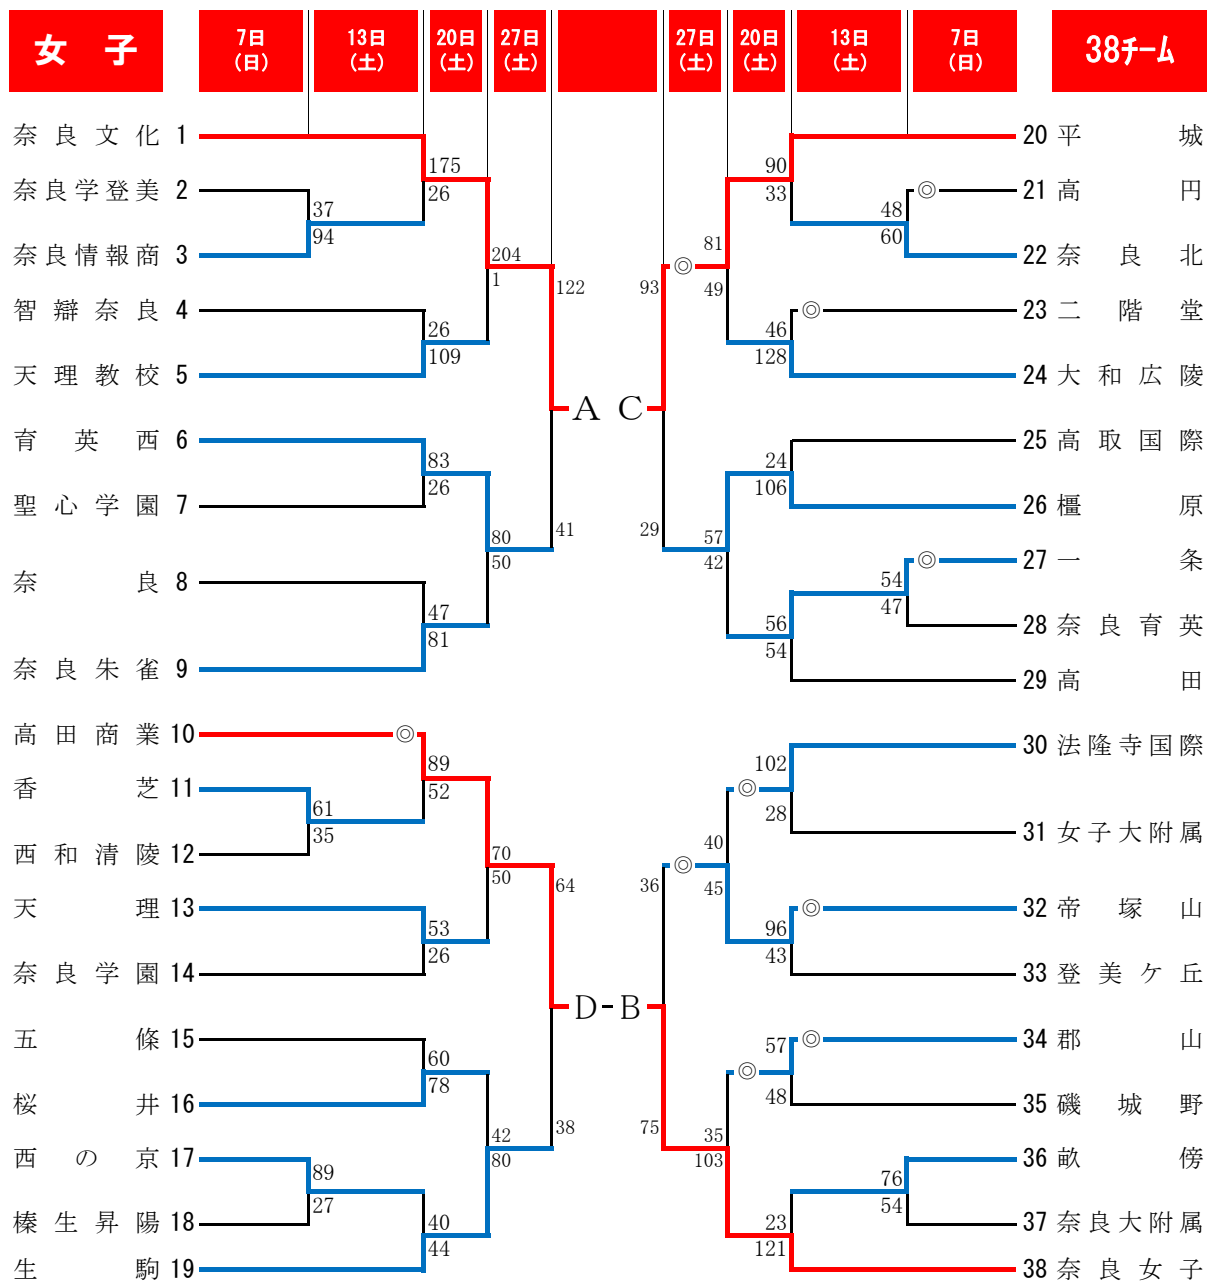 女 子
7日
(日)
13日
(土)
20日
(土)
27日
(土)
27日
(土)
20日
(土)
13日
(土)
7日
(日)
38チーム
奈良文化 1
奈良学登美 2
奈良情報商 3
智辯奈良 4
天理教校 5
育英西 6
聖心学園 7
奈良 8
奈良朱雀 9
高田商業 10
香芝 11
西和清陵 12
天理 13
奈良学園 14
五條 15
桜井 16
西の京 17
榛生昇陽 18
生駒 19
37
94
◎
61
35
89
27
175
26
26
109
83
26
47
81
89
52
53
26
60
78
40
44
204
1
80
50
70
50
42
80
122
41
64
38
A C
D-B
93
29
36
75
◎
◎
81
49
57
42
40
45
35
103
◎
◎
90
33
46
128
24
106
56
54
102
28
96
43
57
48
23
121
◎
◎
◎
48
60
54
47
76
54
◎
◎
20 平城
21 高円
22 奈良北
23 二階堂
24 大和広陵
25 高取国際
26 橿原
27 一条
28 奈良育英
29 高田
30 法隆寺国際
31 女子大附属
32 帝塚山
33 登美ケ丘
34 郡山
35 磯城野
36 畝傍
37 奈良大附属
38 奈良女子